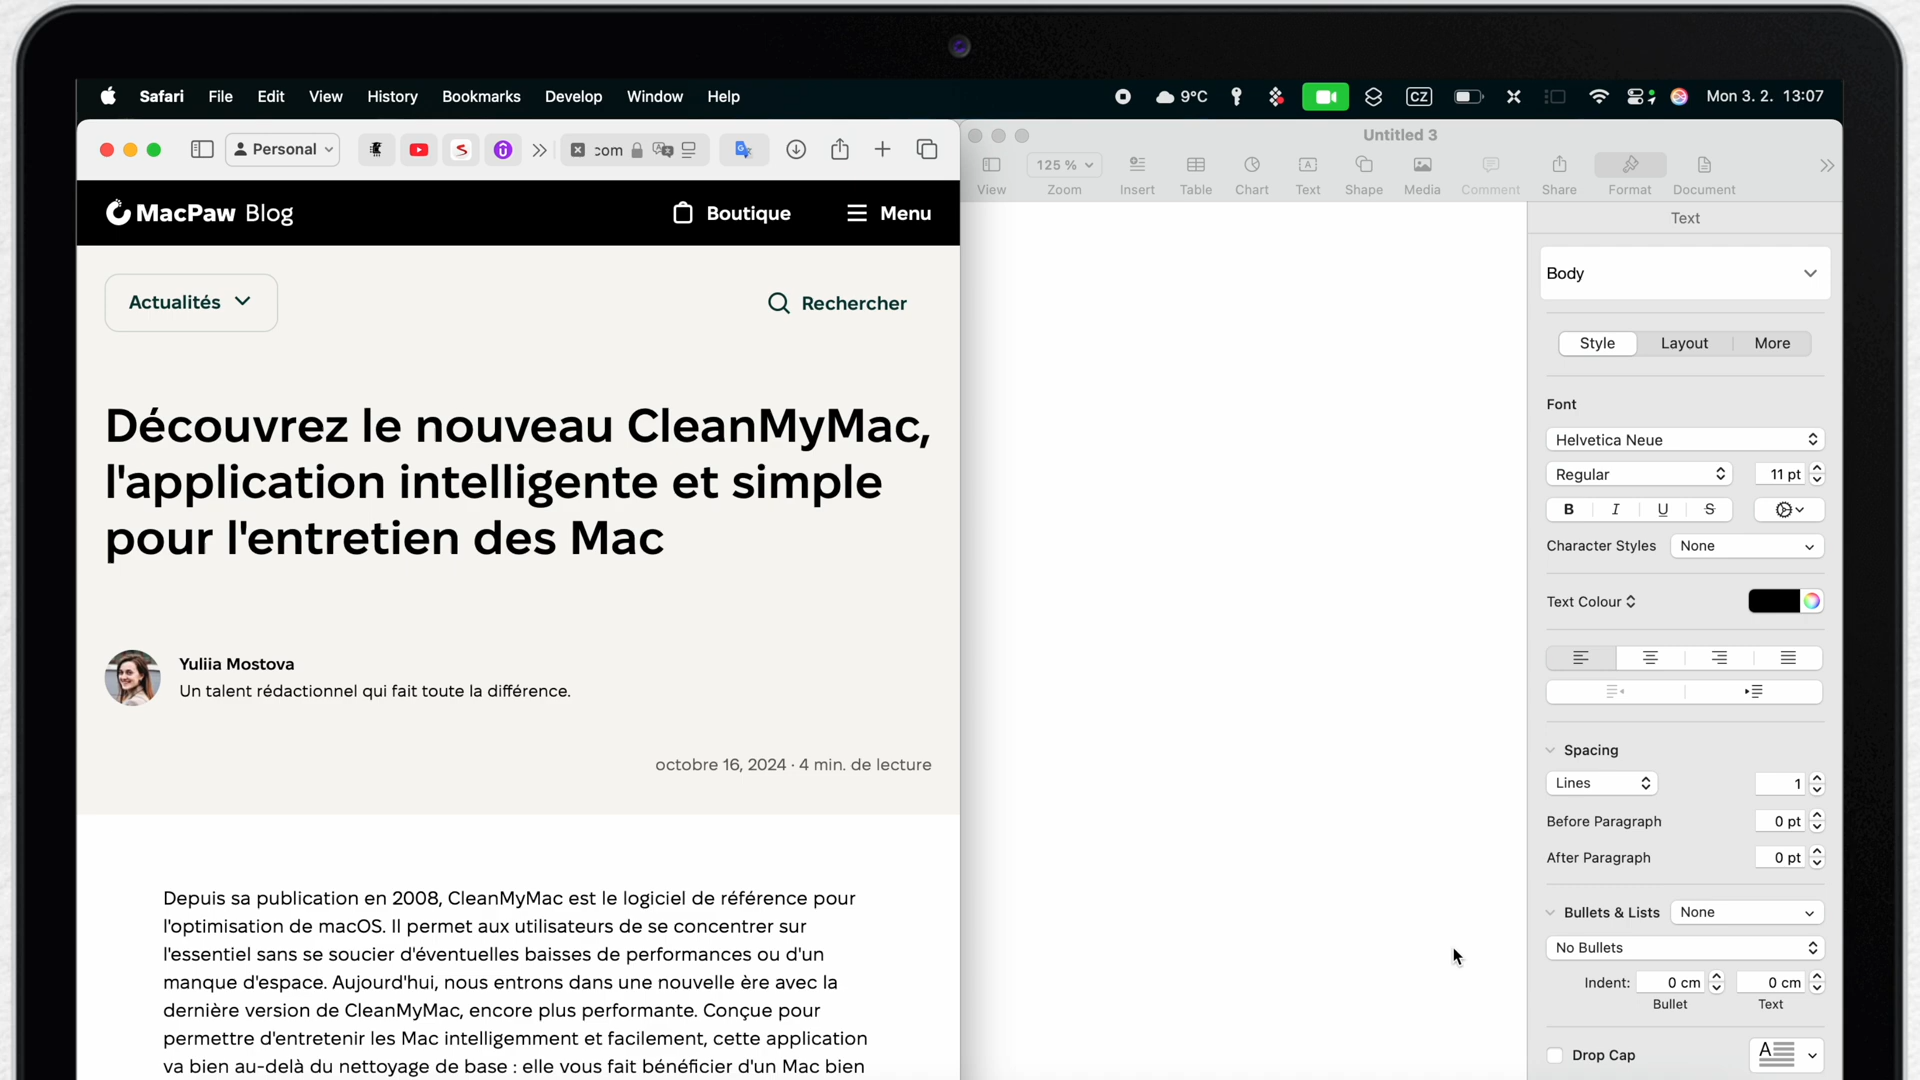 Safari File Edit View History Bookmarks Develop Window Help 9°C CZ Mon 3. 2. 13:07
Personal com
MacPaw Blog Boutique Menu
Actualités Rechercher
Découvrez le nouveau CleanMyMac,
l'application intelligente et simple
pour l'entretien des Mac
Yuliia Mostova
Un talent rédactionnel qui fait toute la différence.
octobre 16, 2024 · 4 min. de lecture
Depuis sa publication en 2008, CleanMyMac est le logiciel de référence pour
l'optimisation de macOS. Il permet aux utilisateurs de se concentrer sur
l'essentiel sans se soucier d'éventuelles baisses de performances ou d'un
manque d'espace. Aujourd'hui, nous entrons dans une nouvelle ère avec la
dernière version de CleanMyMac, encore plus performante. Conçue pour
permettre d'entretenir les Mac intelligemment et facilement, cette application
va bien au-delà du nettoyage de base : elle vous fait bénéficier d'un Mac bien
Untitled 3
125 %
View Zoom Insert Table Chart Text Shape Media Comment Share Format Document
Text
Body
Style Layout More
Font
Helvetica Neue
Regular 11 pt
B I U S
Character Styles None
Text Colour
Spacing
Lines 1
Before Paragraph 0 pt
After Paragraph 0 pt
Bullets & Lists None
No Bullets
Indent: 0 cm 0 cm
Bullet Text
Drop Cap A